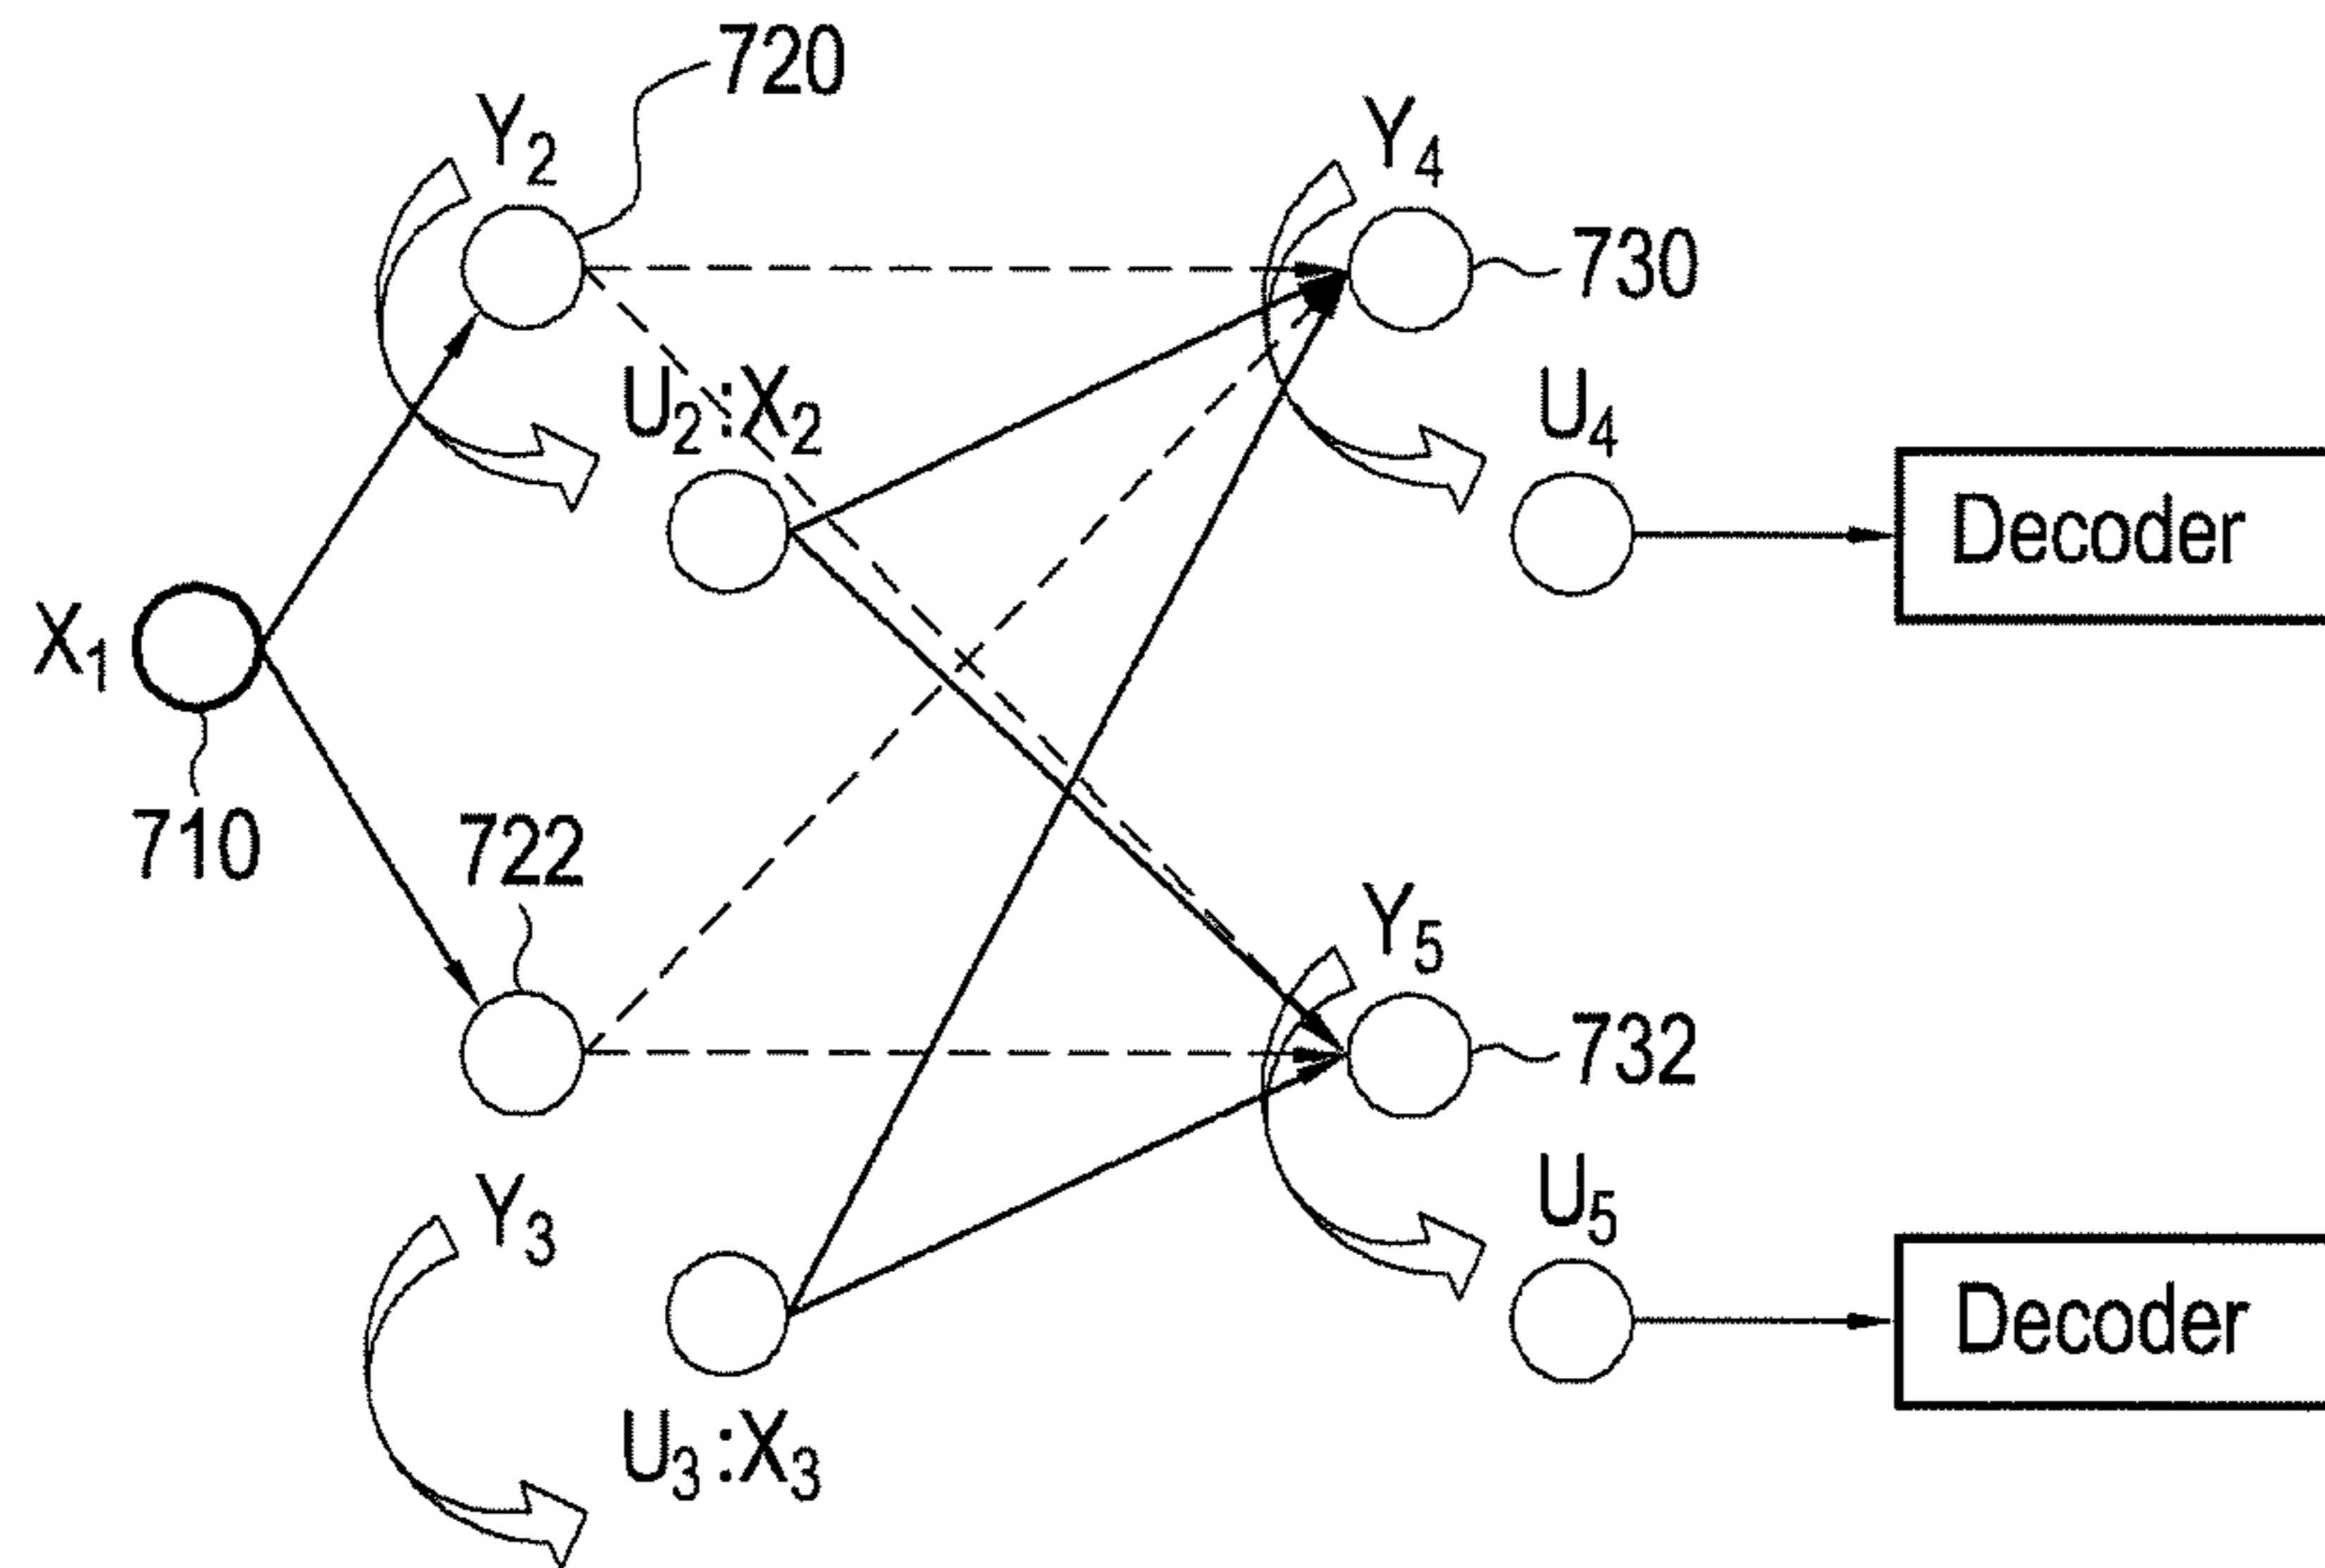 720
Y2
Y4
730
U2:X2
U4
Decoder
X1
710
722
Y5
732
Y3
U5
Decoder
U3:X3